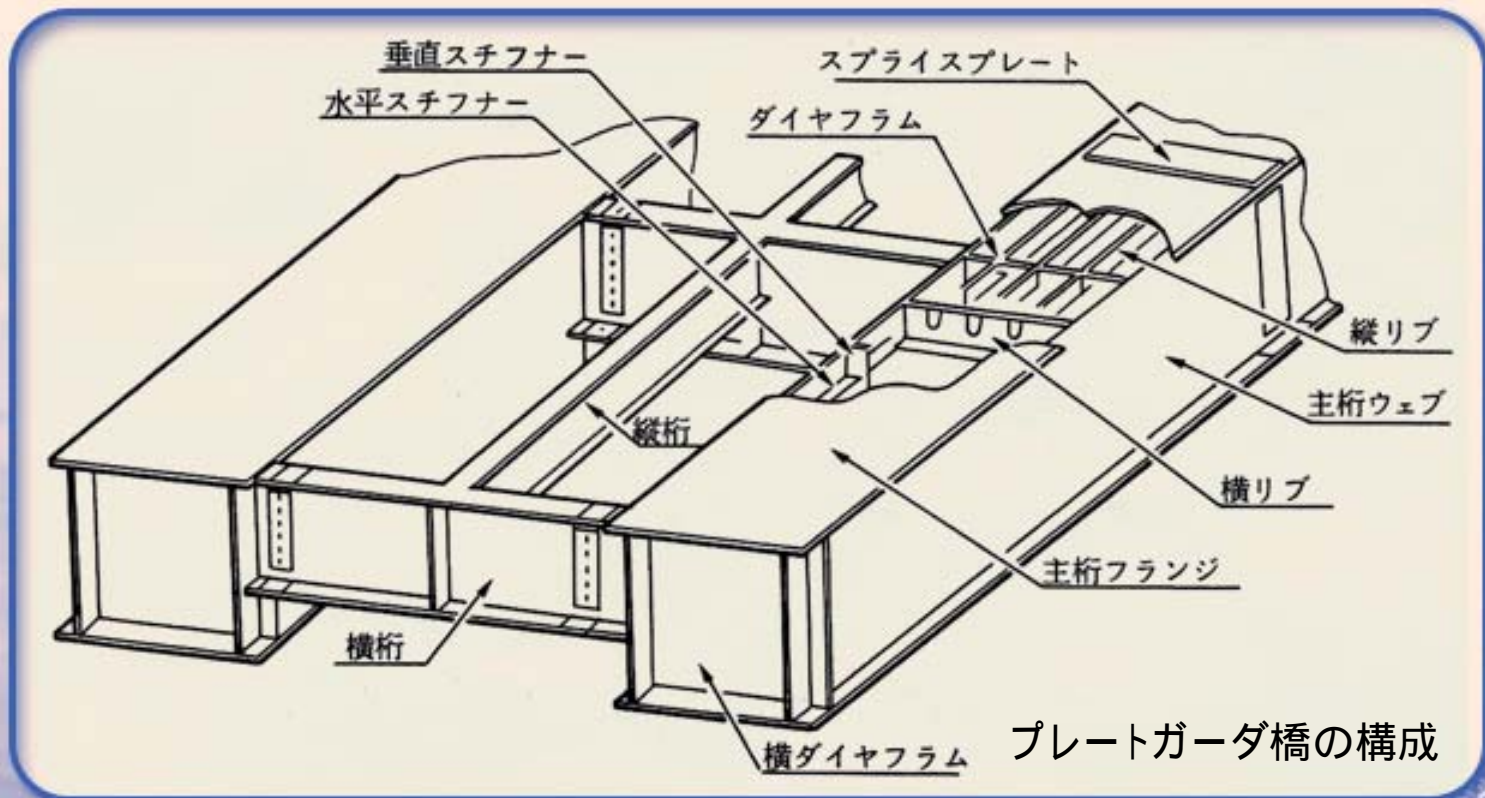 垂直スチフナー
スプライスプレート
水平スチフナー
ダイヤフラム
縦リブ
主桁ウェブ
縦桁
横リブ
主桁フランジ
横桁
横ダイヤフラム
プレートガーダ橋の構成